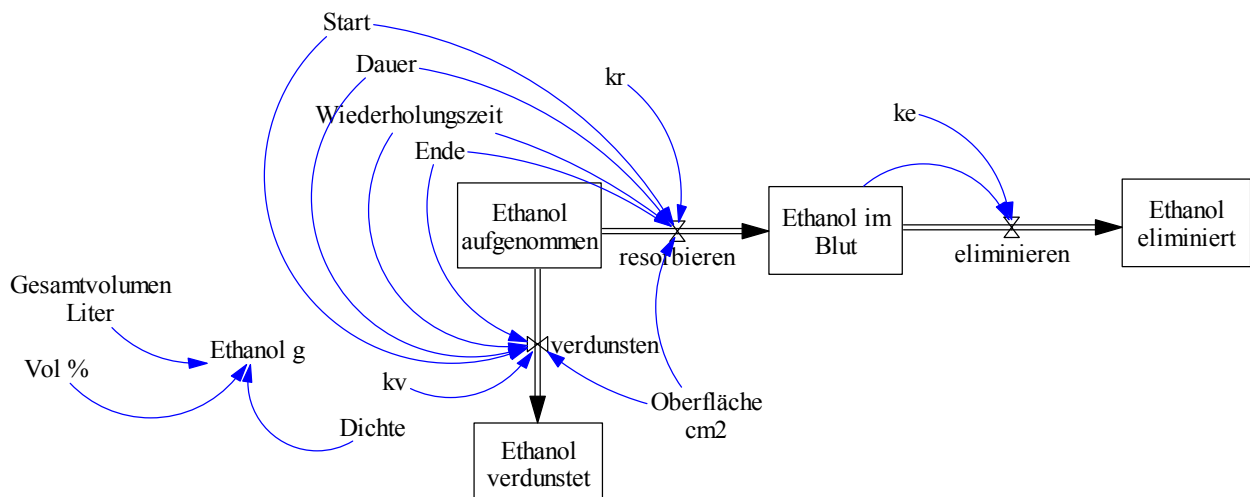 Start
Dauer
kr
Wiederholungszeit
ke
Ende
Ethanol
aufgenommen
resorbieren
Ethanol im
Blut
eliminieren
Ethanol
eliminiert
Gesamtvolumen
Liter
Ethanol g
verdunsten
Vol %
kv
Oberfläche
cm2
Dichte
Ethanol
verdunstet